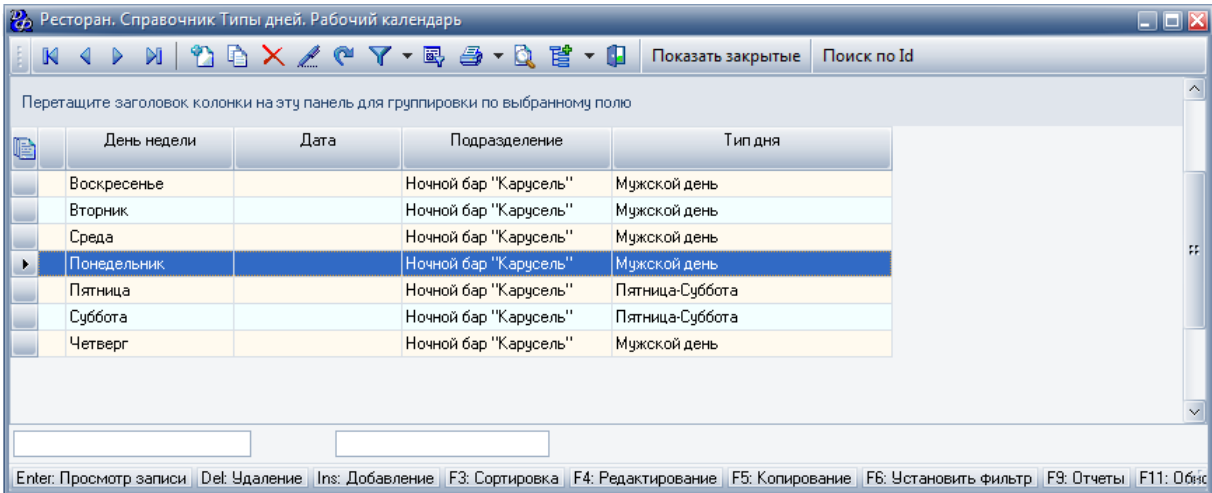 Ресторан. Справочник Типы дней. Рабочий календарь
Показать закрытые Поиск по Id
Перетащите заголовок колонки на эту панель для группировки по выбранному полю
День недели Дата Подразделение Тип дня
Воскресенье Ночной бар "Карусель" Мужской день
Вторник Ночной бар "Карусель" Мужской день
Среда Ночной бар "Карусель" Мужской день
Понедельник Ночной бар "Карусель" Мужской день
Пятница Ночной бар "Карусель" Пятница-Суббота
Суббота Ночной бар "Карусель" Пятница-Суббота
Четверг Ночной бар "Карусель" Мужской день
Enter: Просмотр записи Del: Удаление Ins: Добавление F3: Сортировка F4: Редактирование F5: Копирование F6: Установить фильтр F9: Отчеты F11: